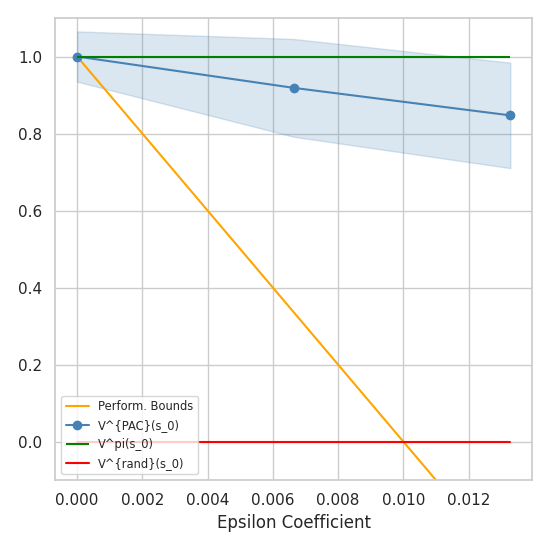 1.0
0.8
0.6
0.4
0.2
0.0
Perform. Bounds
V^{PAC}(s_0)
V^pi(s_0)
V^{rand}(s_0)
0.000 0.002 0.004 0.006 0.008 0.010 0.012
Epsilon Coefficient